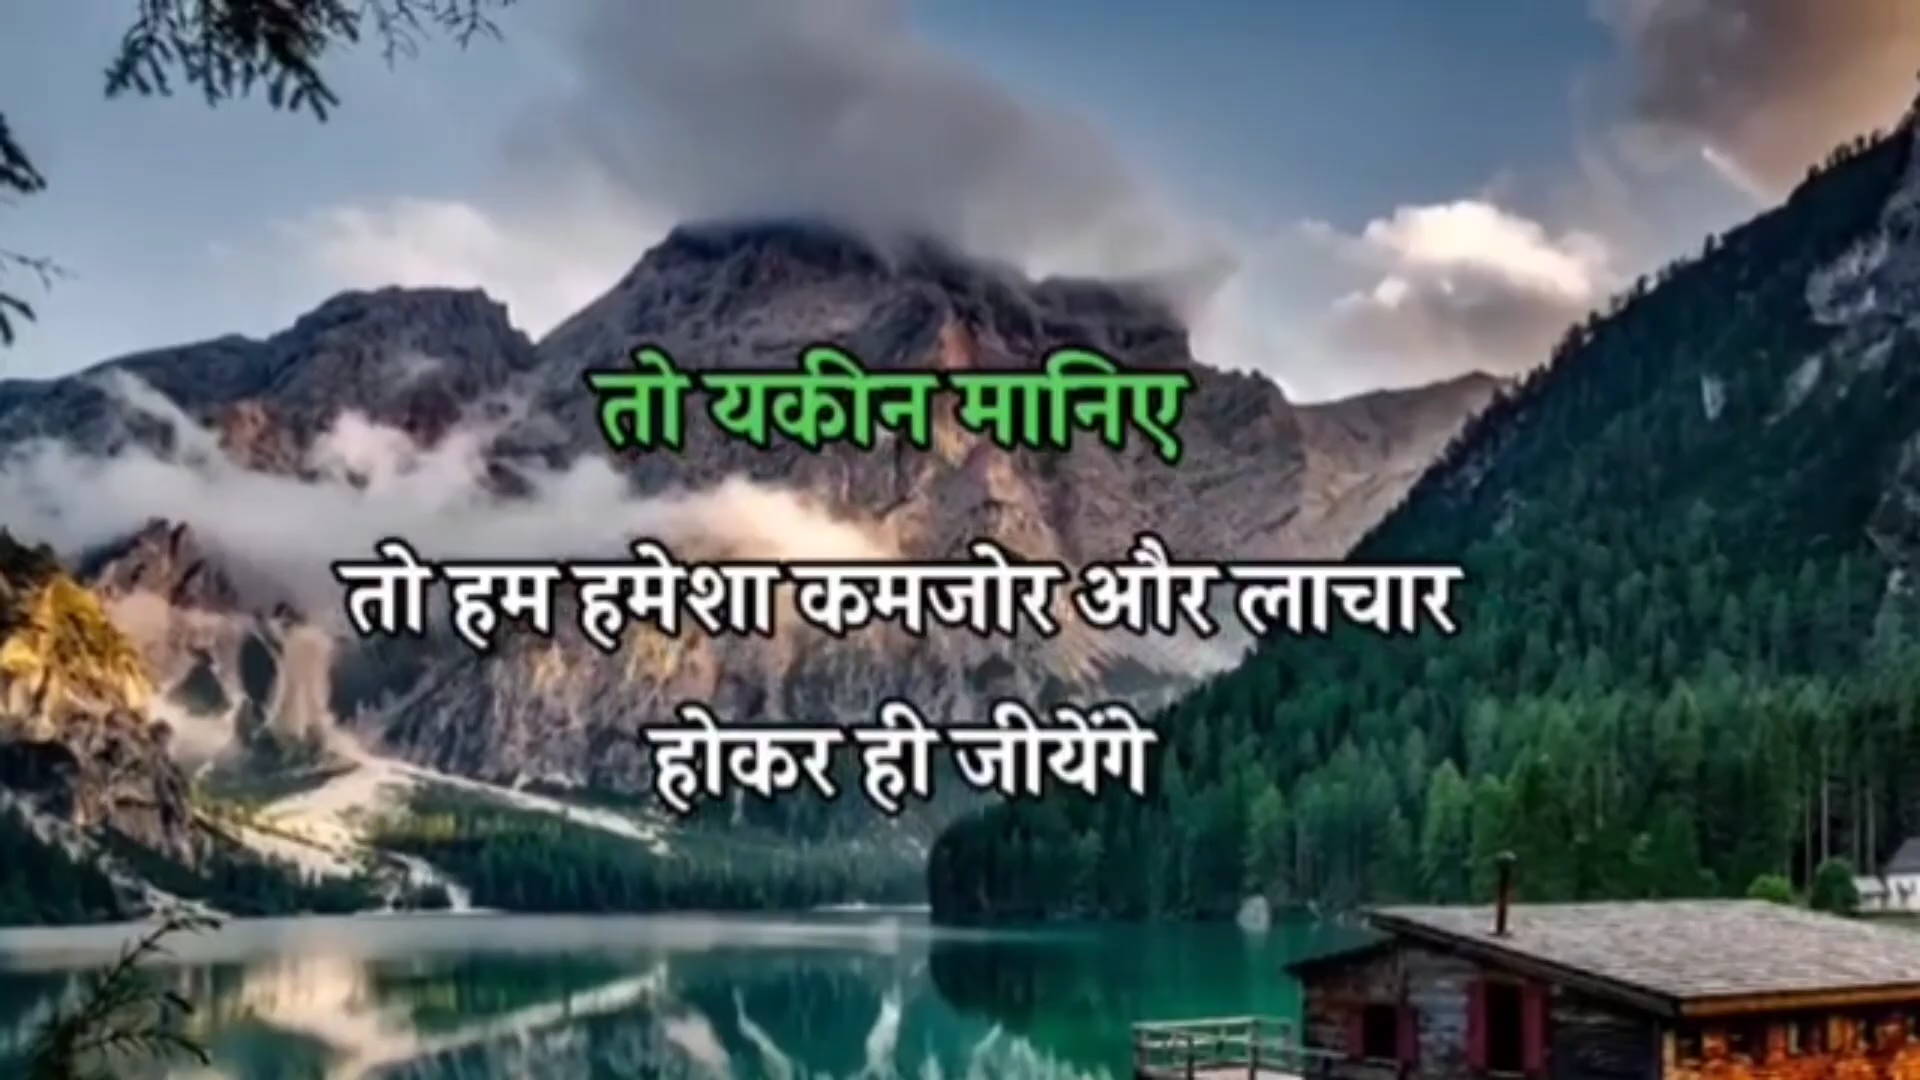 तो यकीन मानिए
तो हम हमेशा कमजोर और लाचार
होकर ही जीयेंगे